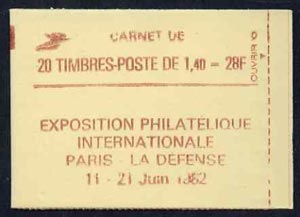 CARNET DE
20 TIMBRES-POSTE DE 1,40 = 28F
OUVRIR
EXPOSITION PHILATÉLIQUE
INTERNATIONALE
PARIS - LA DÉFENSE
11 - 21 Juin 1982